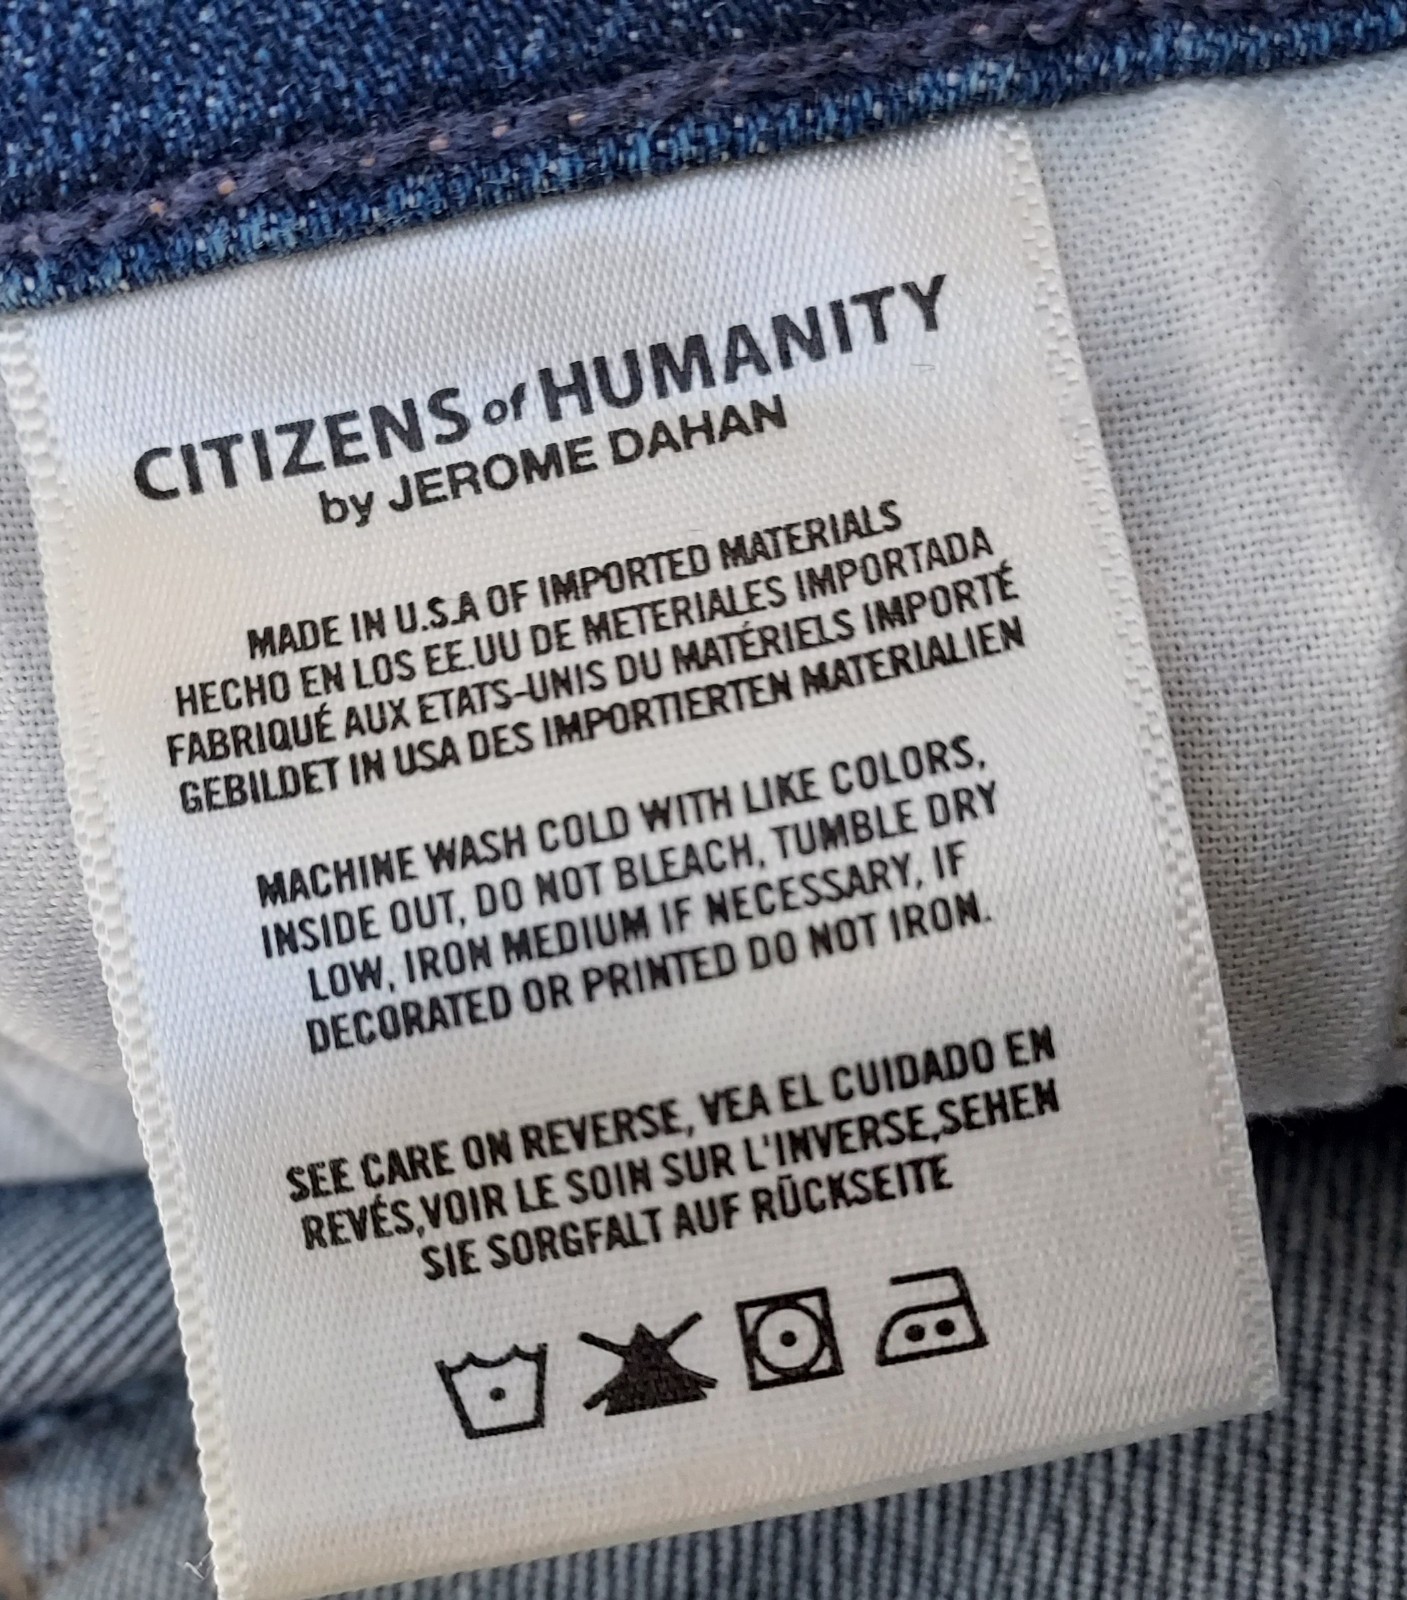 CITIZENS of HUMANITY
by JEROME DAHAN
MADE IN U.S.A OF IMPORTED MATERIALS
HECHO EN LOS EE.UU DE METERIALES IMPORTADA
FABRIQUÉ AUX ETATS-UNIS DU MATÉRIELS IMPORTÉ
GEBILDET IN USA DES IMPORTIERTEN MATERIALIEN
MACHINE WASH COLD WITH LIKE COLORS,
INSIDE OUT, DO NOT BLEACH, TUMBLE DRY
LOW, IRON MEDIUM IF NECESSARY, IF
DECORATED OR PRINTED DO NOT IRON.
SEE CARE ON REVERSE, VEA EL CUIDADO EN
REVÉS,VOIR LE SOIN SUR L'INVERSE,SEHEN
SIE SORGFALT AUF RÜCKSEITE